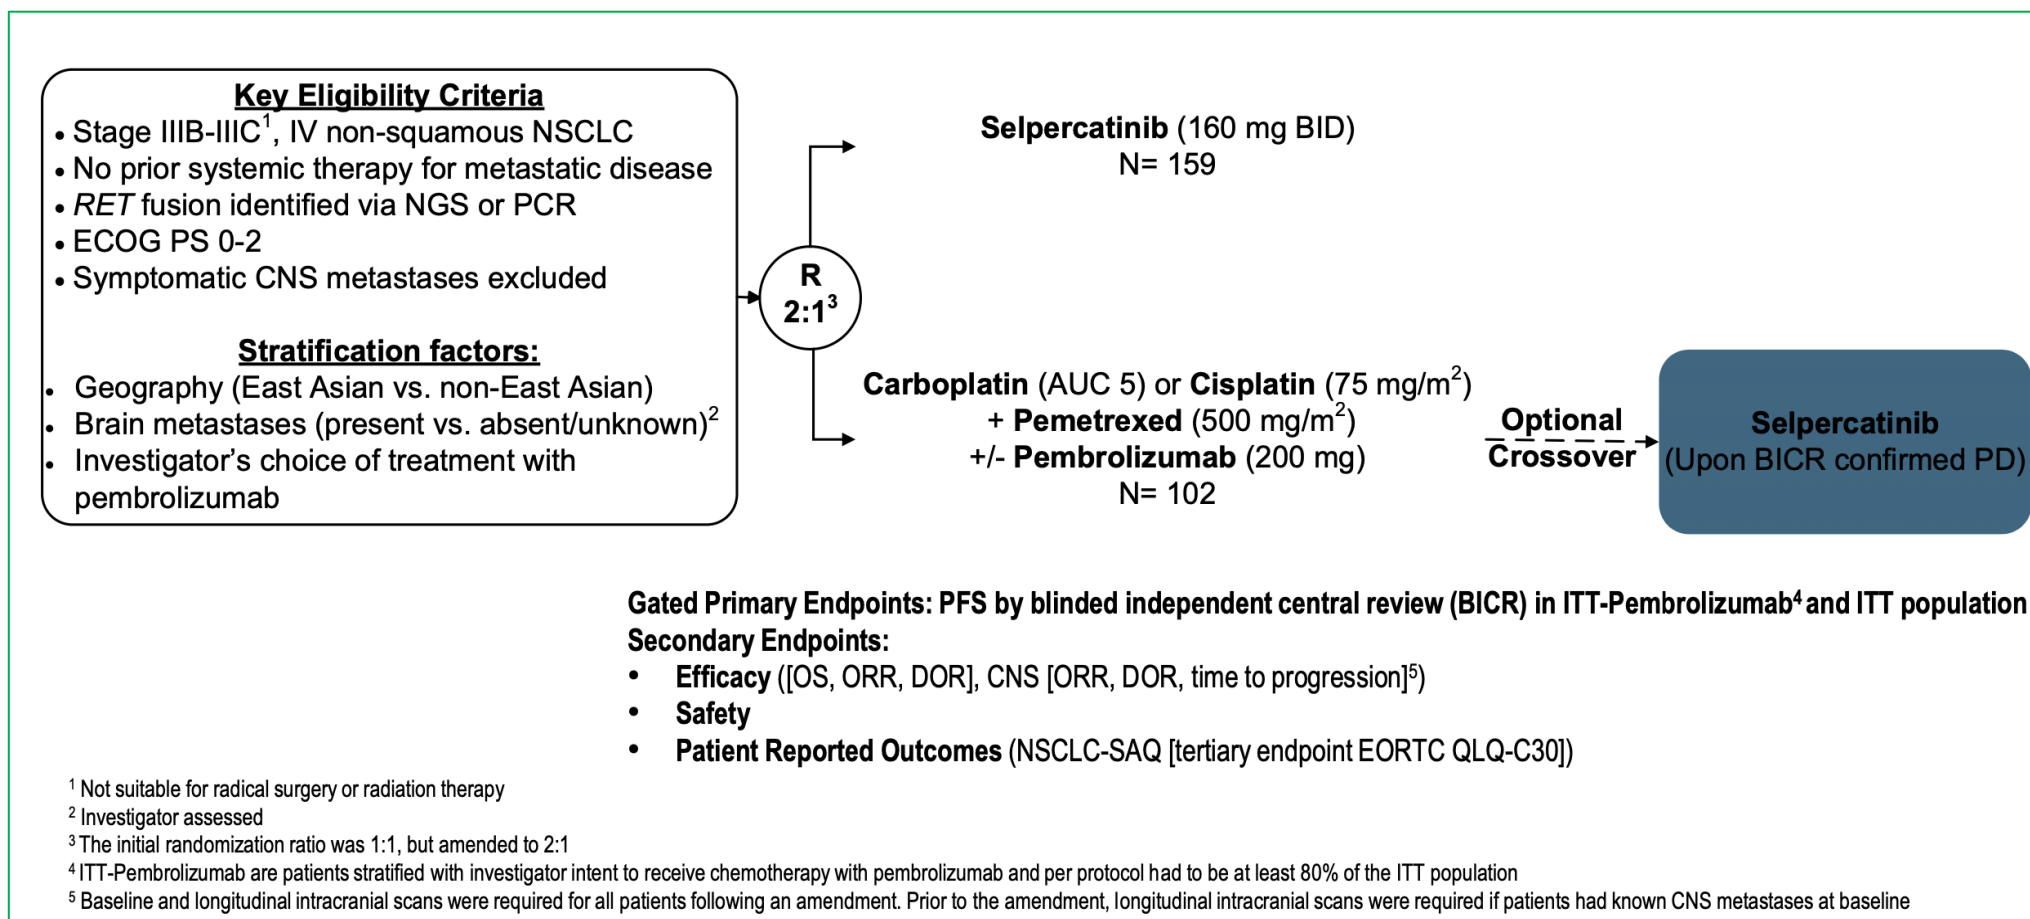 Key Eligibility Criteria
• Stage IIIB-IIIC¹, IV non-squamous NSCLC
• No prior systemic therapy for metastatic disease
• RET fusion identified via NGS or PCR
• ECOG PS 0-2
• Symptomatic CNS metastases excluded
Stratification factors:
• Geography (East Asian vs. non-East Asian)
• Brain metastases (present vs. absent/unknown)²
• Investigator’s choice of treatment with
pembrolizumab
R
2:1³
Selpercatinib (160 mg BID)
N= 159
Carboplatin (AUC 5) or Cisplatin (75 mg/m²)
+ Pemetrexed (500 mg/m²)
+/- Pembrolizumab (200 mg)
N= 102
Optional
Crossover
Selpercatinib
(Upon BICR confirmed PD)
Gated Primary Endpoints: PFS by blinded independent central review (BICR) in ITT-Pembrolizumab⁴ and ITT population
Secondary Endpoints:
• Efficacy ([OS, ORR, DOR], CNS [ORR, DOR, time to progression]⁵)
• Safety
• Patient Reported Outcomes (NSCLC-SAQ [tertiary endpoint EORTC QLQ-C30])
¹ Not suitable for radical surgery or radiation therapy
² Investigator assessed
³ The initial randomization ratio was 1:1, but amended to 2:1
⁴ ITT-Pembrolizumab are patients stratified with investigator intent to receive chemotherapy with pembrolizumab and per protocol had to be at least 80% of the ITT population
⁵ Baseline and longitudinal intracranial scans were required for all patients following an amendment. Prior to the amendment, longitudinal intracranial scans were required if patients had known CNS metastases at baseline